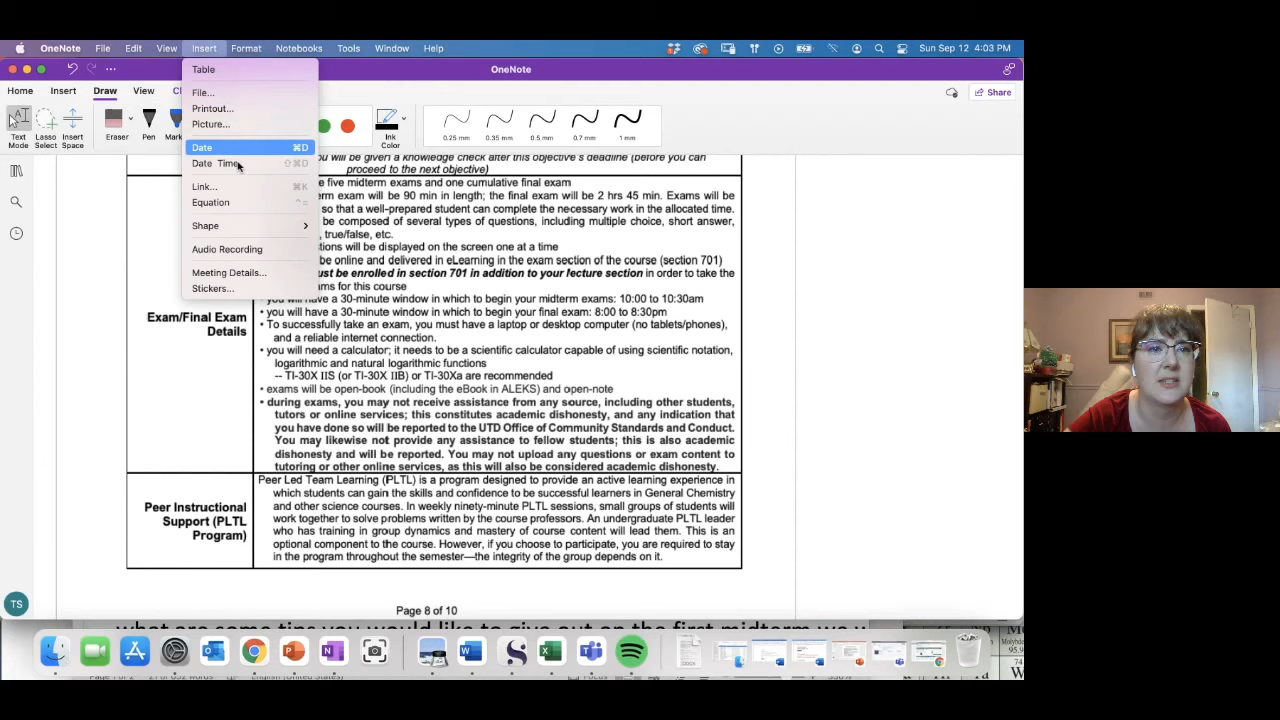 OneNote File Edit View Insert Format Notebooks Tools Window Help Sun Sep 12 4:03 PM
OneNote
Home Insert Draw View
Share
Text Mode
Lasso Select
Insert Space
Eraser
Pen
Mark
Ink Color
0.25 mm 0.35 mm 0.5 mm 0.7 mm 1 mm
Table
File...
Printout...
Picture...
Date ⌘D
Date Time ⇧⌘D
Link... ⌘K
Equation ^=
Shape
Audio Recording
Meeting Details...
Stickers...
will be given a knowledge check after this objective's deadline (before you can
proceed to the next objective)
Exam/Final Exam
Details
e five midterm exams and one cumulative final exam
exam will be 90 min in length; the final exam will be 2 hrs 45 min. Exams will be
so that a well-prepared student can complete the necessary work in the allocated time.
be composed of several types of questions, including multiple choice, short answer,
true/false, etc.
will be displayed on the screen one at a time
be online and delivered in eLearning in the exam section of the course (section 701)
be enrolled in section 701 in addition to your lecture section in order to take the
for this course
you will have a 30-minute window in which to begin your midterm exams: 10:00 to 10:30am
• you will have a 30-minute window in which to begin your final exam: 8:00 to 8:30pm
• To successfully take an exam, you must have a laptop or desktop computer (no tablets/phones),
and a reliable internet connection.
• you will need a calculator; it needs to be a scientific calculator capable of using scientific notation,
logarithmic and natural logarithmic functions
-- TI-30X IIS (or TI-30X IIB) or TI-30Xa are recommended
• exams will be open-book (including the eBook in ALEKS) and open-note
• during exams, you may not receive assistance from any source, including other students,
tutors or online services; this constitutes academic dishonesty, and any indication that
you have done so will be reported to the UTD Office of Community Standards and Conduct.
You may likewise not provide any assistance to fellow students; this is also academic
dishonesty and will be reported. You may not upload any questions or exam content to
tutoring or other online services, as this will also be considered academic dishonesty.
Peer Instructional
Support (PLTL
Program)
Peer Led Team Learning (PLTL) is a program designed to provide an active learning experience in
which students can gain the skills and confidence to be successful learners in General Chemistry
and other science courses. In weekly ninety-minute PLTL sessions, small groups of students will
work together to solve problems written by the course professors. An undergraduate PLTL leader
who has training in group dynamics and mastery of course content will lead them. This is an
optional component to the course. However, if you choose to participate, you are required to stay
in the program throughout the semester—the integrity of the group depends on it.
Page 8 of 10
TS
what are some tips you would like to give out on the first midterm we